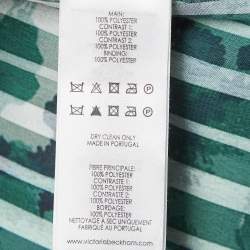 MAIN:
100% POLYESTER
CONTRAST 1:
100% POLYESTER
CONTRAST 2:
100% POLYESTER
BINDING:
100% POLYESTER
DRY CLEAN ONLY
MADE IN PORTUGAL
FIBRE PRINCIPALE:
100% POLYESTER
CONTRASTE 1:
100% POLYESTER
CONTRASTE 2:
100% POLYESTER
BORDAGE:
100% POLYESTER
NETTOYAGE A SEC UNIQUEMENT
FABRIQUE AU PORTUGAL
www.victoriabeckham.com